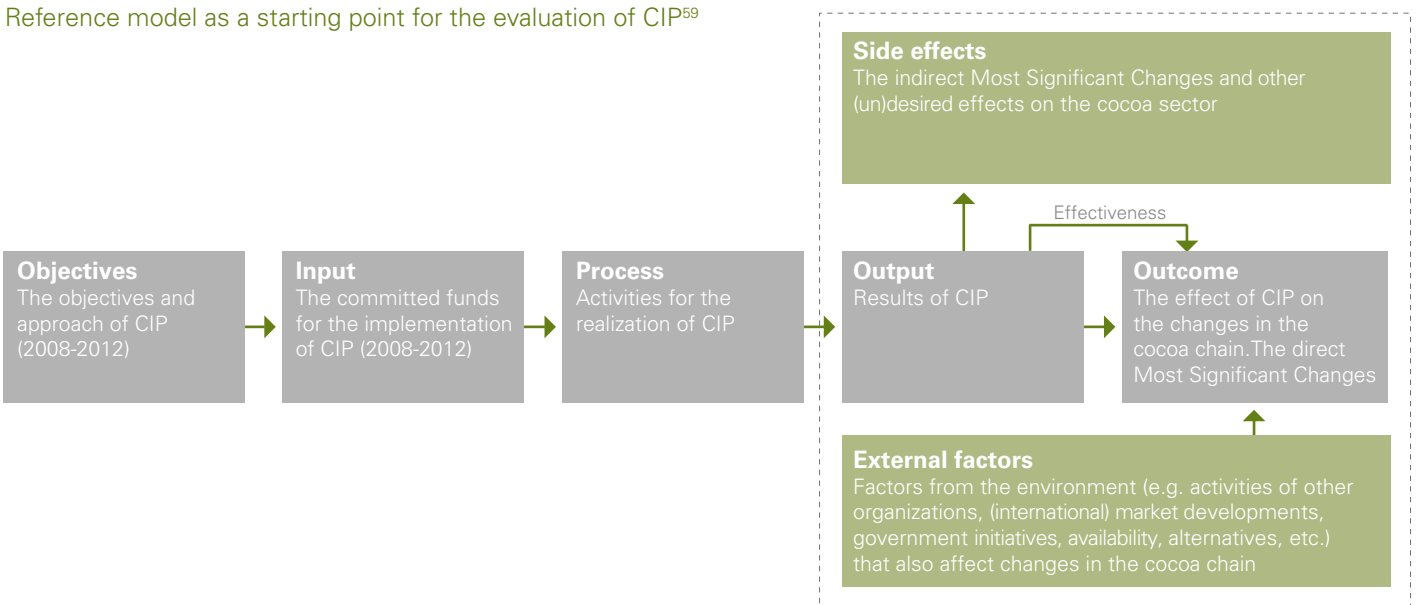 Reference model as a starting point for the evaluation of CIP59
Side effects
The indirect Most Significant Changes and other
(un)desired effects on the cocoa sector
Effectiveness
Objectives
The objectives and
approach of CIP
(2008-2012)
Input
The committed funds
for the implementation
of CIP (2008-2012)
Process
Activities for the
realization of CIP
Output
Results of CIP
Outcome
The effect of CIP on
the changes in the
cocoa chain.The direct
Most Significant Changes
External factors
Factors from the environment (e.g. activities of other
organizations, (international) market developments,
government initiatives, availability, alternatives, etc.)
that also affect changes in the cocoa chain